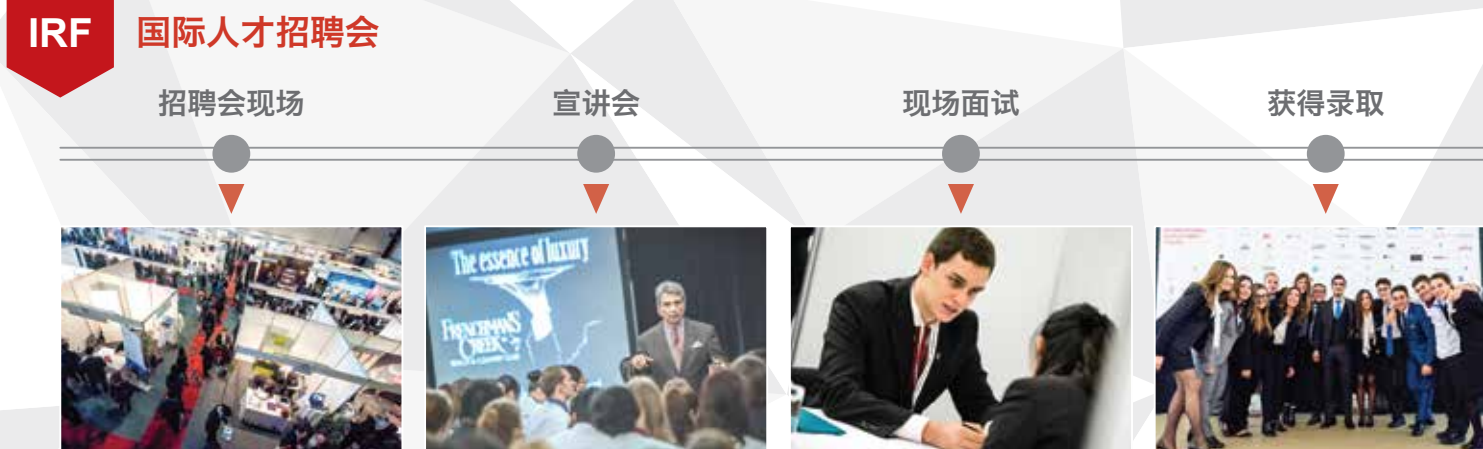 IRF
国际人才招聘会
招聘会现场
宣讲会
现场面试
获得录取
The essence of luxury
FRENCHMAN'S
CREEK